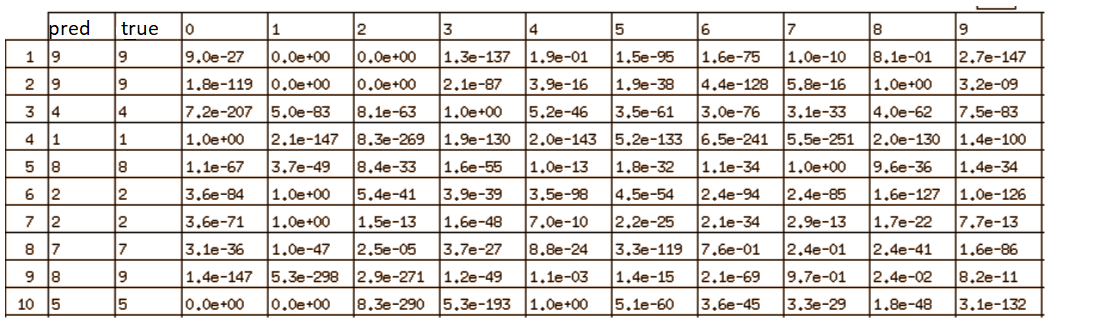 pred true 0 1 2 3 4 5 6 7 8 9
1 9 9 9.0e-27 0.0e+00 0.0e+00 1.3e-137 1.9e-01 1.5e-95 1.6e-75 1.0e-10 8.1e-01 2.7e-147
2 9 9 1.8e-119 0.0e+00 0.0e+00 2.1e-87 3.9e-16 1.9e-38 4.4e-128 5.8e-16 1.0e+00 3.2e-09
3 4 4 7.2e-207 5.0e-83 8.1e-63 1.0e+00 5.2e-46 3.5e-61 3.0e-76 3.1e-33 4.0e-62 7.5e-83
4 1 1 1.0e+00 2.1e-147 8.3e-269 1.9e-130 2.0e-143 5.2e-133 6.5e-241 5.5e-251 2.0e-130 1.4e-100
5 8 8 1.1e-67 3.7e-49 8.4e-33 1.6e-55 1.0e-13 1.8e-32 1.1e-34 1.0e+00 9.6e-36 1.4e-34
6 2 2 3.6e-84 1.0e+00 5.4e-41 3.9e-39 3.5e-98 4.5e-54 2.4e-94 2.4e-85 1.6e-127 1.0e-126
7 2 2 3.6e-71 1.0e+00 1.5e-13 1.6e-48 7.0e-10 2.2e-25 2.1e-34 2.9e-13 1.7e-22 7.7e-13
8 7 7 3.1e-36 1.0e-47 2.5e-05 3.7e-27 8.8e-24 3.3e-119 7.6e-01 2.4e-01 2.4e-41 1.6e-86
9 8 9 1.4e-147 5.3e-298 2.9e-271 1.2e-49 1.1e-03 1.4e-15 2.1e-69 9.7e-01 2.4e-02 8.2e-11
10 5 5 0.0e+00 0.0e+00 8.3e-290 5.3e-193 1.0e+00 5.1e-60 3.6e-45 3.3e-29 1.8e-48 3.1e-132